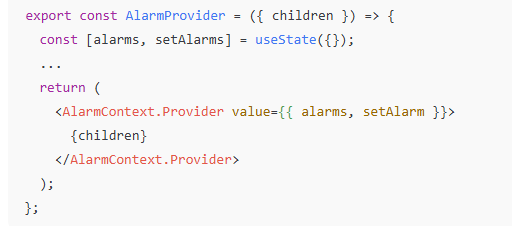 export const AlarmProvider = ({ children }) => {
const [alarms, setAlarms] = useState({});
...
return (
<AlarmContext.Provider value={{ alarms, setAlarm }}>
{children}
</AlarmContext.Provider>
);
};